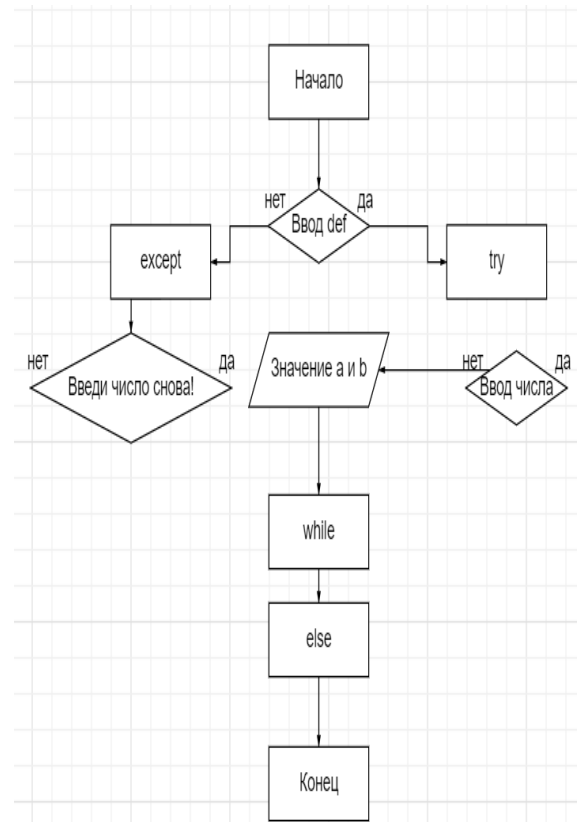 Начало
нет
да
Ввод def
except
try
нет
да
Введи число снова!
Значение a и b
нет
да
Ввод числа
while
else
Конец